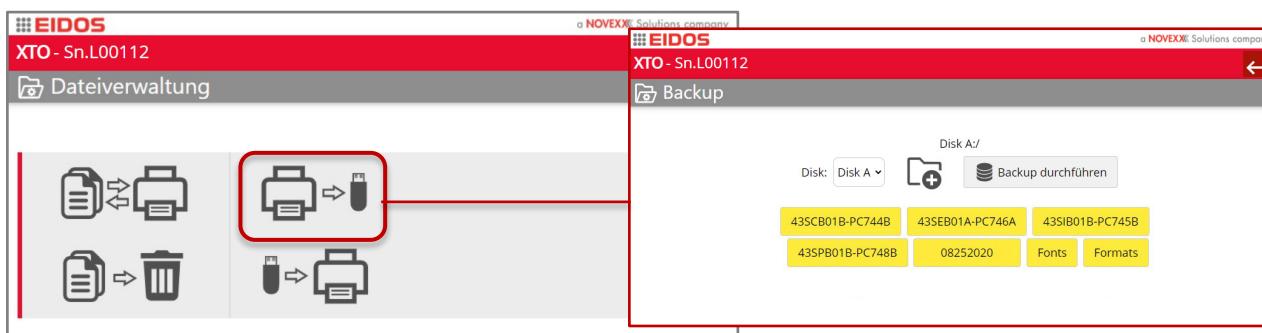 EIDOS
a NOVEXX Solutions company
XTO - Sn.L00112
Dateiverwaltung
EIDOS
a NOVEXX Solutions compan
XTO - Sn.L00112
Backup
Disk A:/
Disk: Disk A Backup durchführen
43SCB01B-PC744B 43SEB01A-PC746A 43SIB01B-PC745B
43SPB01B-PC748B 08252020 Fonts Formats